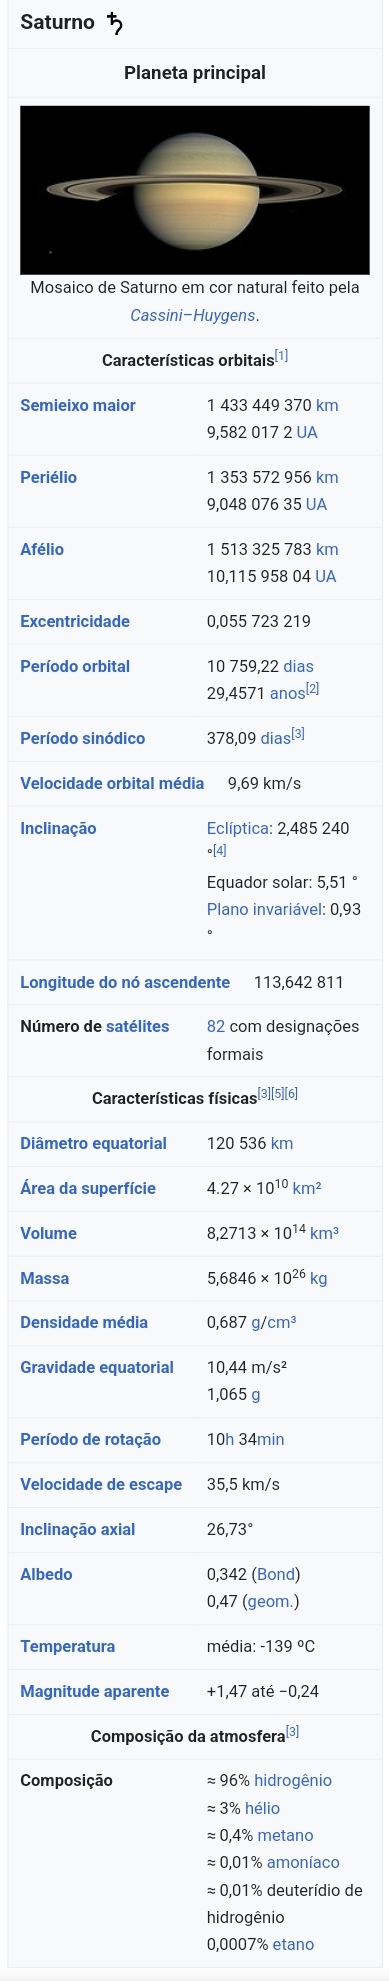 Saturno ♄
Planeta principal
Mosaico de Saturno em cor natural feito pela
Cassini–Huygens.
Características orbitais[1]
Semieixo maior 1 433 449 370 km
9,582 017 2 UA
Periélio 1 353 572 956 km
9,048 076 35 UA
Afélio 1 513 325 783 km
10,115 958 04 UA
Excentricidade 0,055 723 219
Período orbital 10 759,22 dias
29,4571 anos[2]
Período sinódico 378,09 dias[3]
Velocidade orbital média 9,69 km/s
Inclinação Eclíptica: 2,485 240
°[4]
Equador solar: 5,51 °
Plano invariável: 0,93
°
Longitude do nó ascendente 113,642 811
Número de satélites 82 com designações
formais
Características físicas[3][5][6]
Diâmetro equatorial 120 536 km
Área da superfície 4.27 × 10¹⁰ km²
Volume 8,2713 × 10¹⁴ km³
Massa 5,6846 × 10²⁶ kg
Densidade média 0,687 g/cm³
Gravidade equatorial 10,44 m/s²
1,065 g
Período de rotação 10h 34min
Velocidade de escape 35,5 km/s
Inclinação axial 26,73°
Albedo 0,342 (Bond)
0,47 (geom.)
Temperatura média: -139 ºC
Magnitude aparente +1,47 até −0,24
Composição da atmosfera[3]
Composição ≈ 96% hidrogênio
≈ 3% hélio
≈ 0,4% metano
≈ 0,01% amoníaco
≈ 0,01% deuterídio de
hidrogênio
0,0007% etano